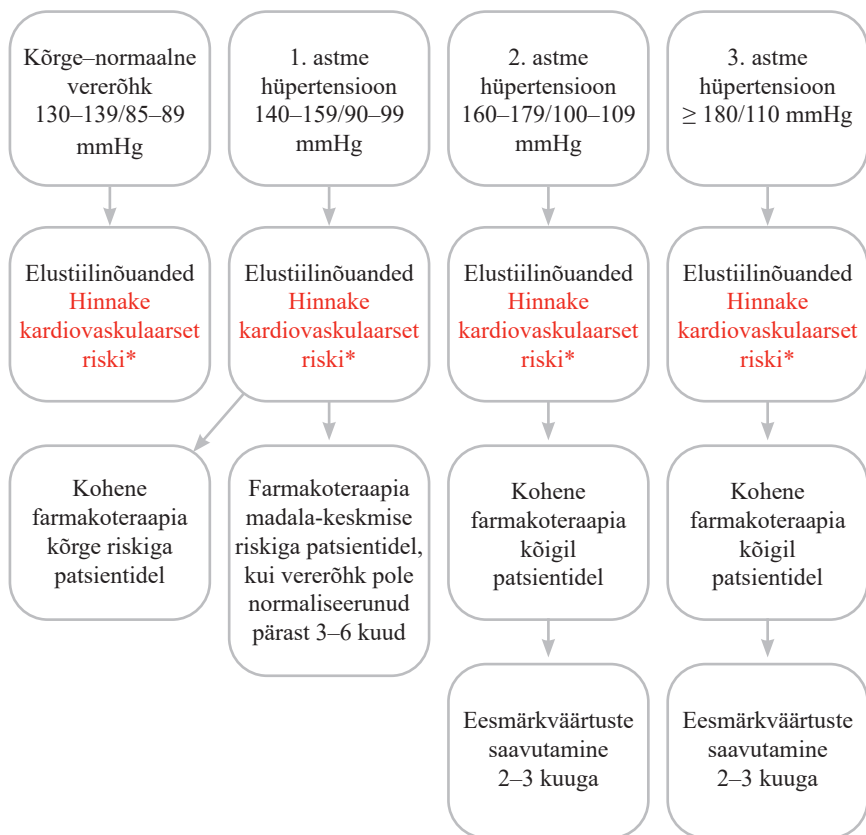 Kõrge–normaalne
vererõhk
130–139/85–89
mmHg
1. astme
hüpertensioon
140–159/90–99
mmHg
2. astme
hüpertensioon
160–179/100–109
mmHg
3. astme
hüpertensioon
≥ 180/110 mmHg
Elustiilinõuanded
Hinnake
kardiovaskulaarset
riski*
Elustiilinõuanded
Hinnake
kardiovaskulaarset
riski*
Elustiilinõuanded
Hinnake
kardiovaskulaarset
riski*
Elustiilinõuanded
Hinnake
kardiovaskulaarset
riski*
Kohene
farmakoteraapia
kõrge riskiga
patsientidel
Farmakoteraapia
madala-keskmise
riskiga patsientidel,
kui vererõhk pole
normaliseerunud
pärast 3–6 kuud
Kohene
farmakoteraapia
kõigil
patsientidel
Kohene
farmakoteraapia
kõigil
patsientidel
Eesmärkväärtuste
saavutamine
2–3 kuuga
Eesmärkväärtuste
saavutamine
2–3 kuuga